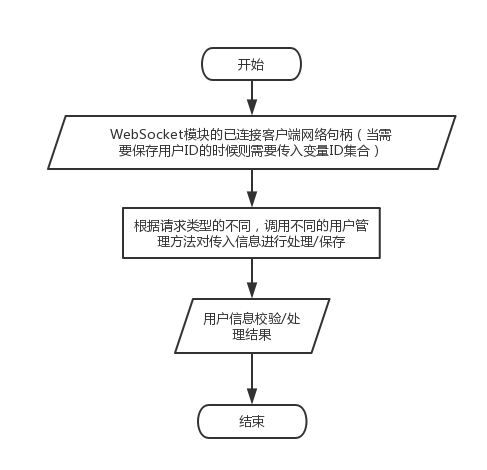 开始
WebSocket模块的已连接客户端网络句柄（当需
要保存用户ID的时候则需要传入变量ID集合）
根据请求类型的不同，调用不同的用户管
理方法对传入信息进行处理/保存
用户信息校验/处
理结果
结束